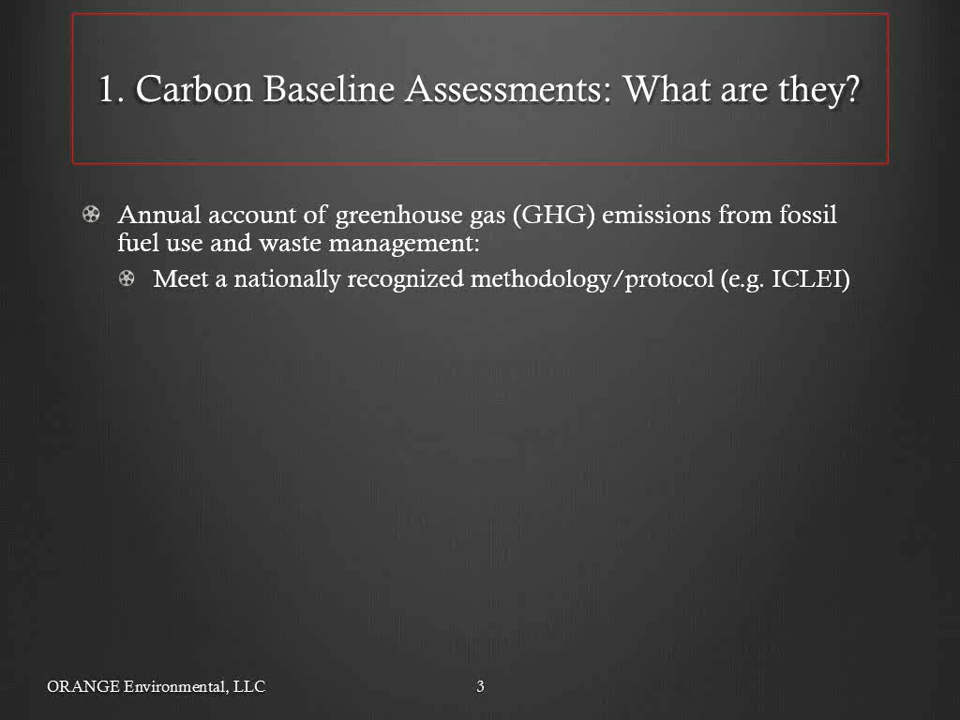 1. Carbon Baseline Assessments: What are they?
Annual account of greenhouse gas (GHG) emissions from fossil
fuel use and waste management:
Meet a nationally recognized methodology/protocol (e.g. ICLEI)
ORANGE Environmental, LLC
3